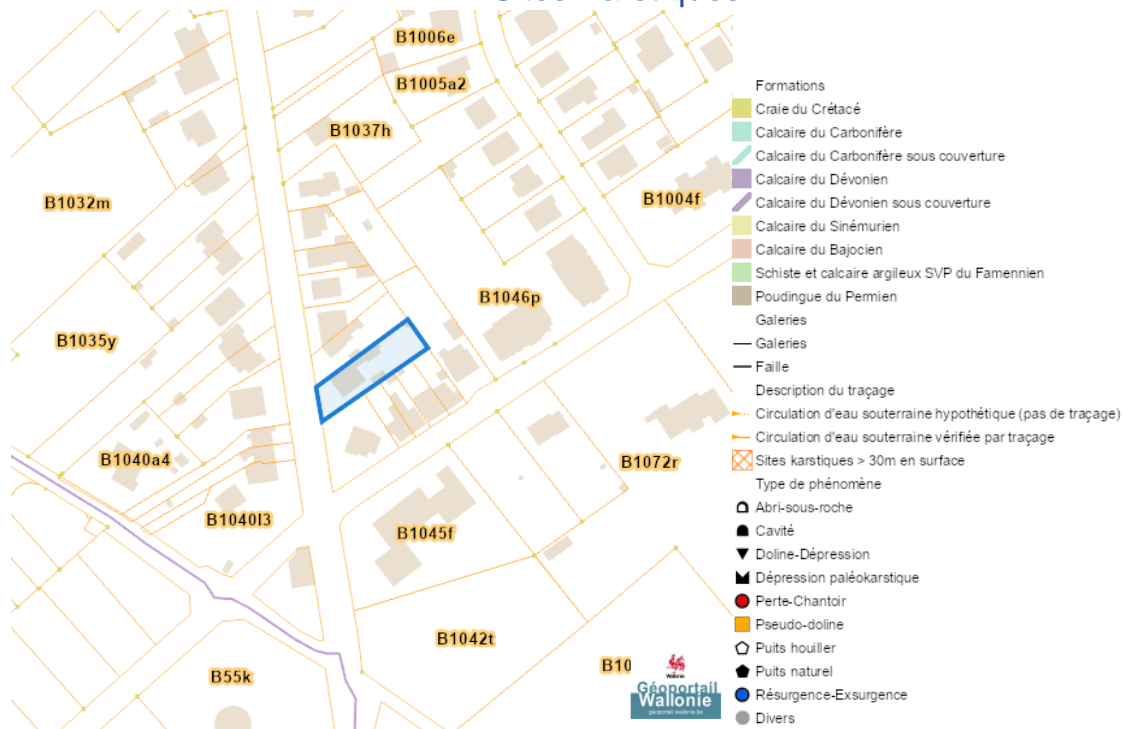 B1006e
B1005a2
B1037h
B1032m
B1004f
B1046p
B1035y
B1040a4
B1072r
B1040l3
B1045f
B1042t
B55k
B10
Wallonie
Géoportail
Wallonie
geoportail.wallonie.be
Formations
Craie du Crétacé
Calcaire du Carbonifère
Calcaire du Carbonifère sous couverture
Calcaire du Dévonien
Calcaire du Dévonien sous couverture
Calcaire du Sinémurien
Calcaire du Bajocien
Schiste et calcaire argileux SVP du Famennien
Poudingue du Permien
Galeries
Galeries
Faille
Description du traçage
Circulation d'eau souterraine hypothétique (pas de traçage)
Circulation d'eau souterraine vérifiée par traçage
Sites karstiques > 30m en surface
Type de phénomène
Abri-sous-roche
Cavité
Doline-Dépression
Dépression paléokarstique
Perte-Chantoir
Pseudo-doline
Puits houiller
Puits naturel
Résurgence-Exsurgence
Divers